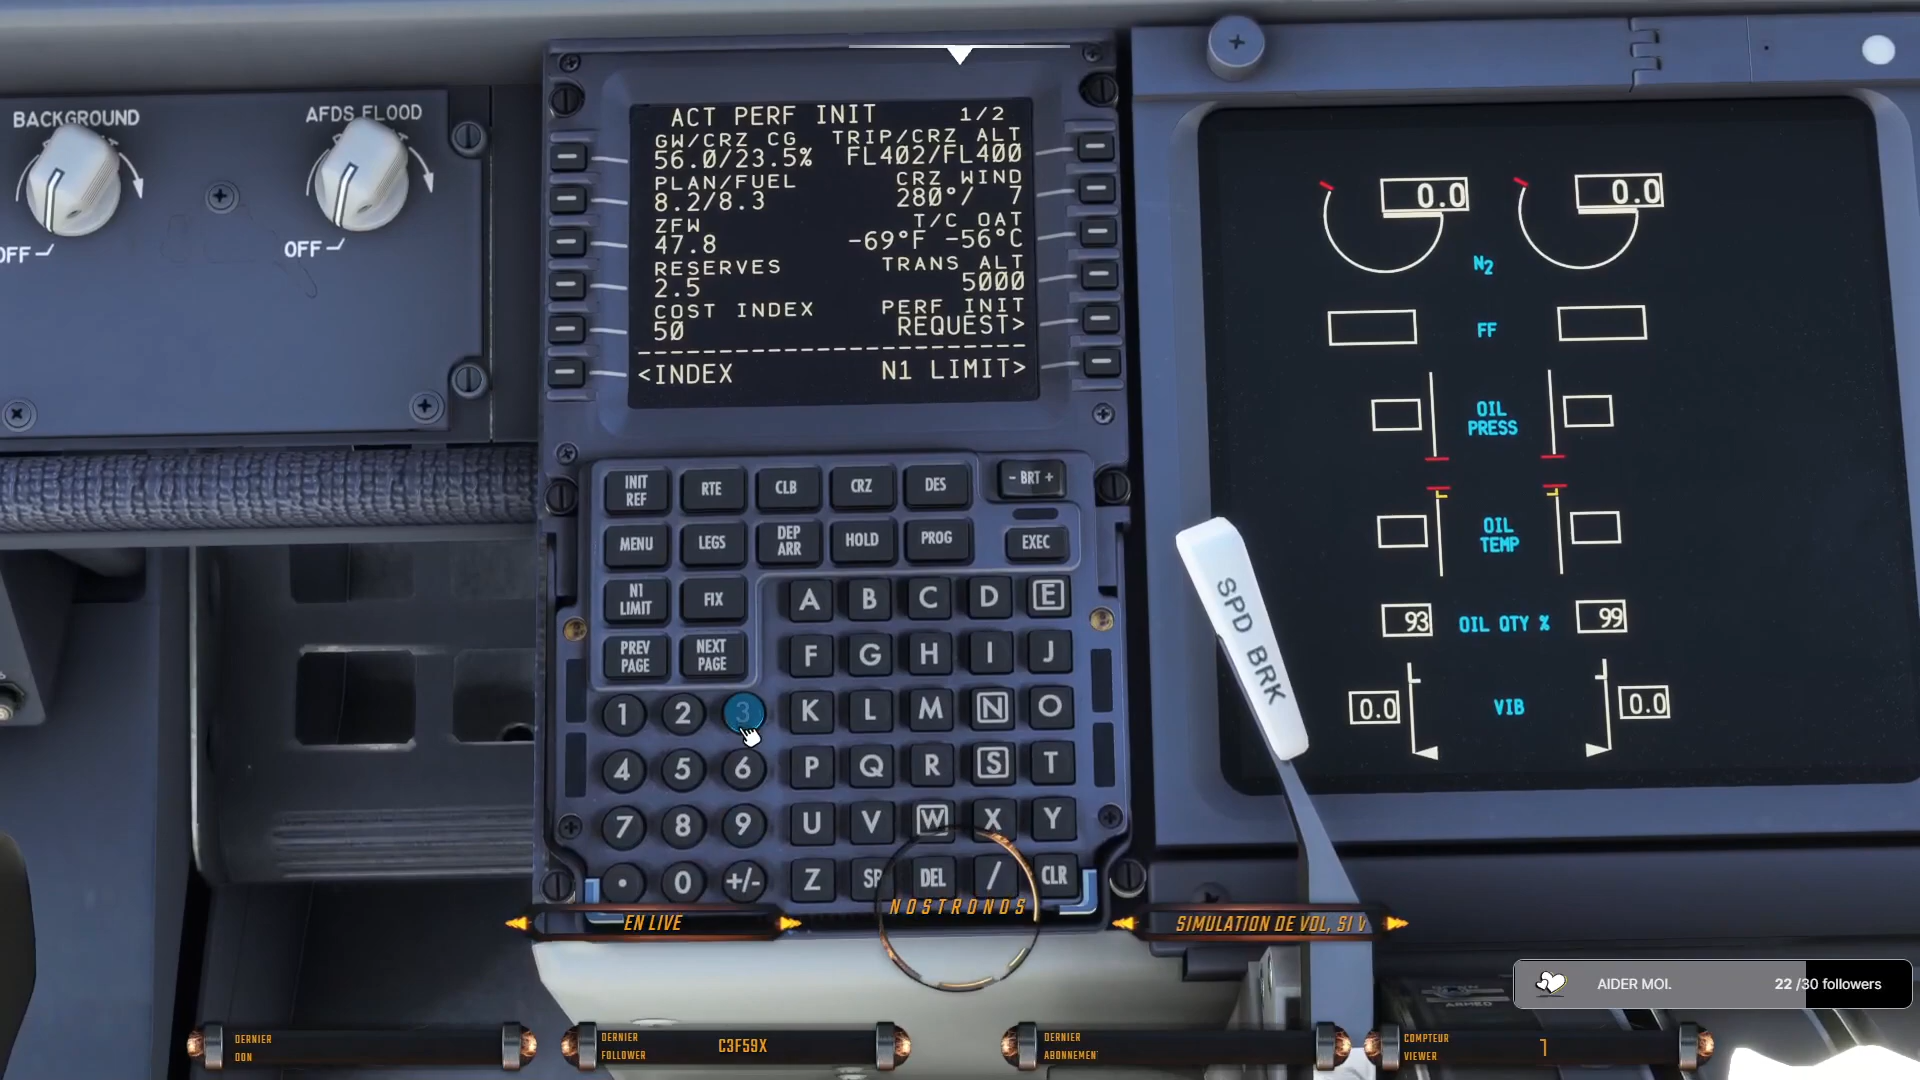 BACKGROUND
OFF
AFDS FLOOD
OFF
ACT PERF INIT 1/2
GW/CRZ CG TRIP/CRZ ALT
56.0/23.5% FL402/FL400
PLAN/FUEL CRZ WIND
8.2/8.3 280°/ 7
ZFW T/C OAT
47.8 -69°F -56°C
RESERVES TRANS ALT
2.5 5000
COST INDEX PERF INIT
50 REQUEST>
<INDEX N1 LIMIT>
INIT REF RTE CLB CRZ DES - BRT +
MENU LEGS DEP ARR HOLD PROG EXEC
N1 LIMIT FIX A B C D E
PREV PAGE NEXT PAGE F G H I J
1 2 3 K L M N O
4 5 6 P Q R S T
7 8 9 U V W X Y
. 0 +/- Z SP DEL / CLR
0.0 0.0
N2
FF
OIL PRESS
OIL TEMP
93 OIL QTY % 99
0.0 VIB 0.0
SPD BRK
EN LIVE
NOSTRONOS
SIMULATION DE VOL, SI V
AIDER MOI. 22 /30 followers
DERNIER DON
DERNIER FOLLOWER C3F59X
DERNIER ABONNEMEN
COMPTEUR VIEWER 1